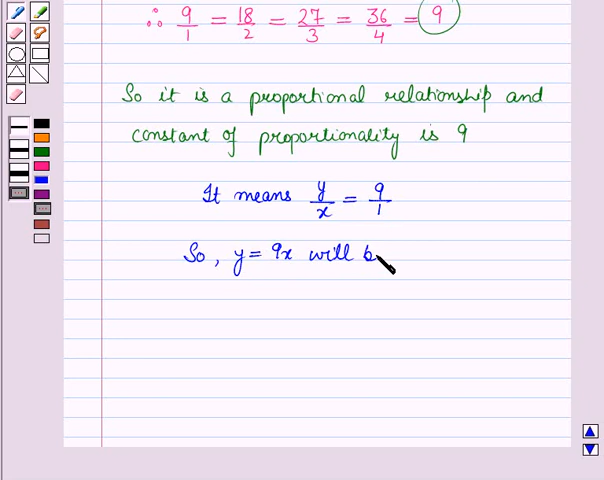 ∴ 9/1 = 18/2 = 27/3 = 36/4 = 9
So it is a proportional relationship and
constant of proportionality is 9
It means y/x = 9/1
So, y = 9x will b